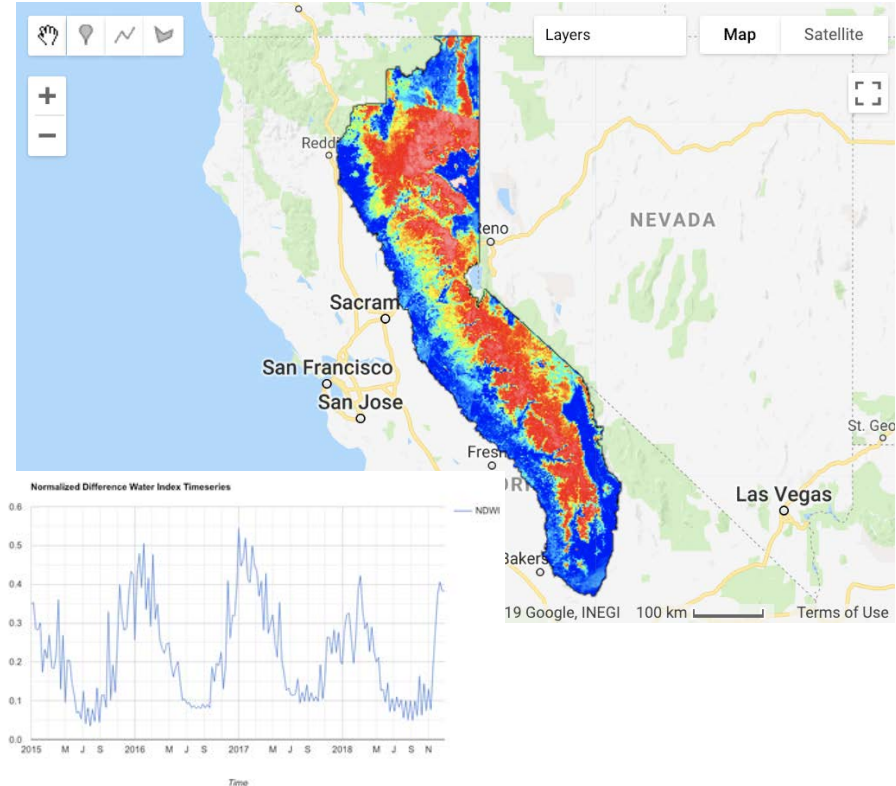 Layers
Map
Satellite
+
−
Reddi
Reno
NEVADA
Sacram
San Francisco
San Jose
St. Geo
Fresn
ORN
Las Vegas
Bakers
19 Google, INEGI
100 km
Terms of Use
Normalized Difference Water Index Timeseries
0.6
NDWI
0.5
0.4
0.3
0.2
0.1
0.0
2015 M J S 2016 M J S 2017 M J S 2018 M J S N
Time